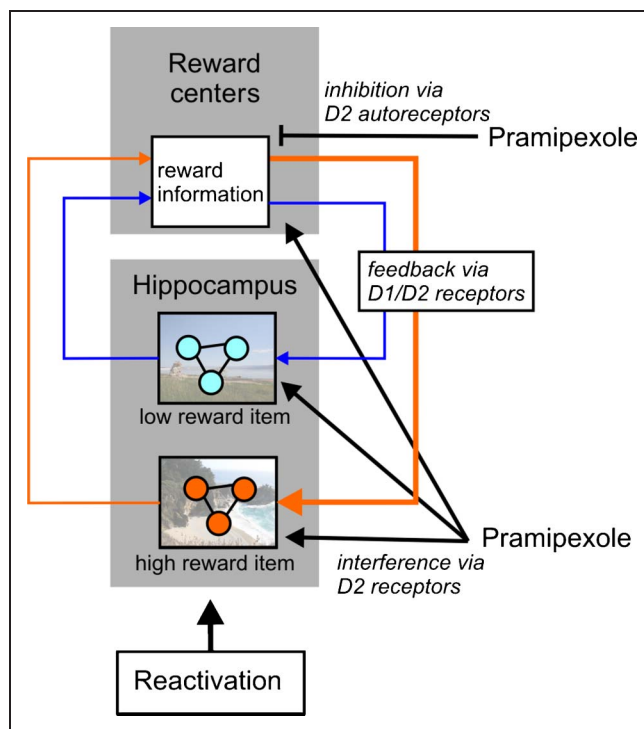 Reward
centers
inhibition via
D2 autoreceptors
Pramipexole
reward
information
feedback via
D1/D2 receptors
Hippocampus
low reward item
high reward item
Pramipexole
interference via
D2 receptors
Reactivation